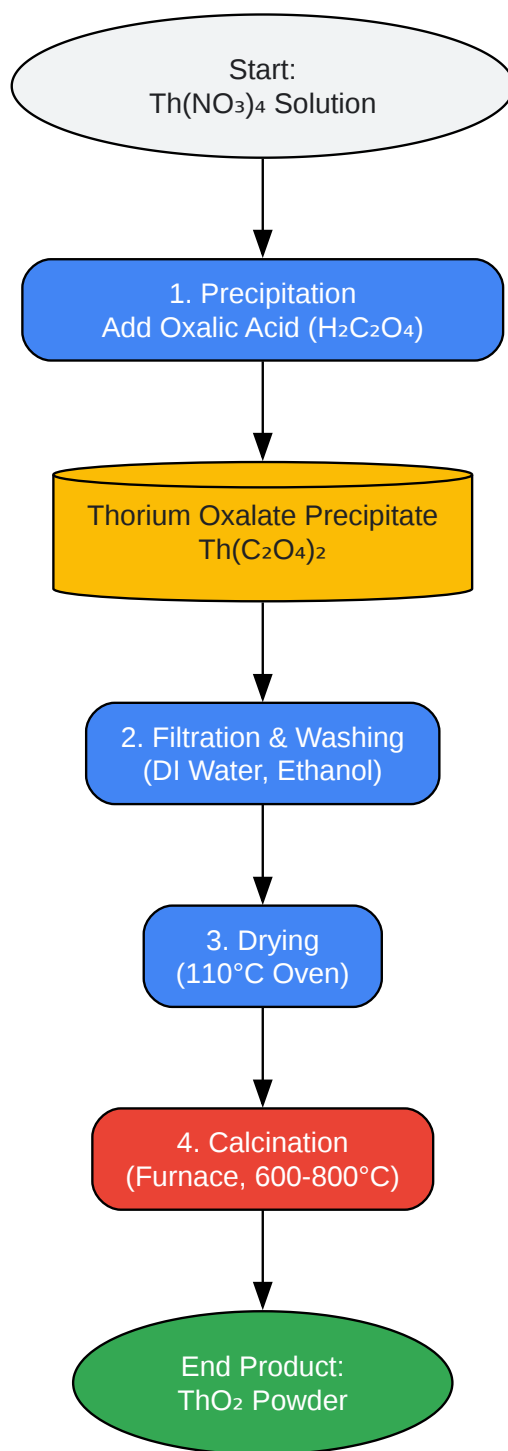 Start:
Th(NO₃)₄ Solution
1. Precipitation
Add Oxalic Acid (H₂C₂O₄)
Thorium Oxalate Precipitate
Th(C₂O₄)₂
2. Filtration & Washing
(DI Water, Ethanol)
3. Drying
(110°C Oven)
4. Calcination
(Furnace, 600-800°C)
End Product:
ThO₂ Powder